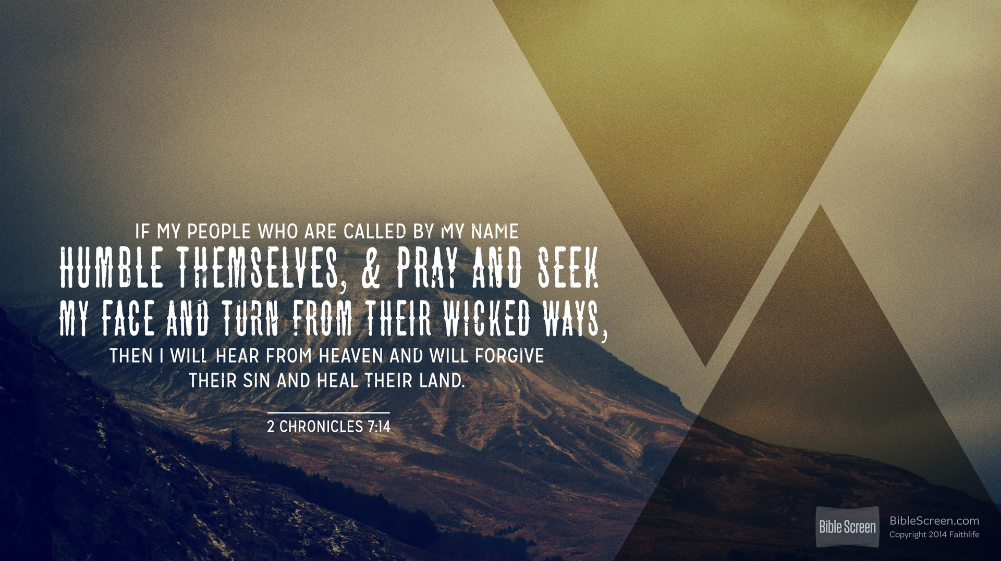 IF MY PEOPLE WHO ARE CALLED BY MY NAME
HUMBLE THEMSELVES, & PRAY AND SEEK
MY FACE AND TURN FROM THEIR WICKED WAYS,
THEN I WILL HEAR FROM HEAVEN AND WILL FORGIVE
THEIR SIN AND HEAL THEIR LAND.
2 CHRONICLES 7:14
Bible Screen
BibleScreen.com
Copyright 2014 Faithlife